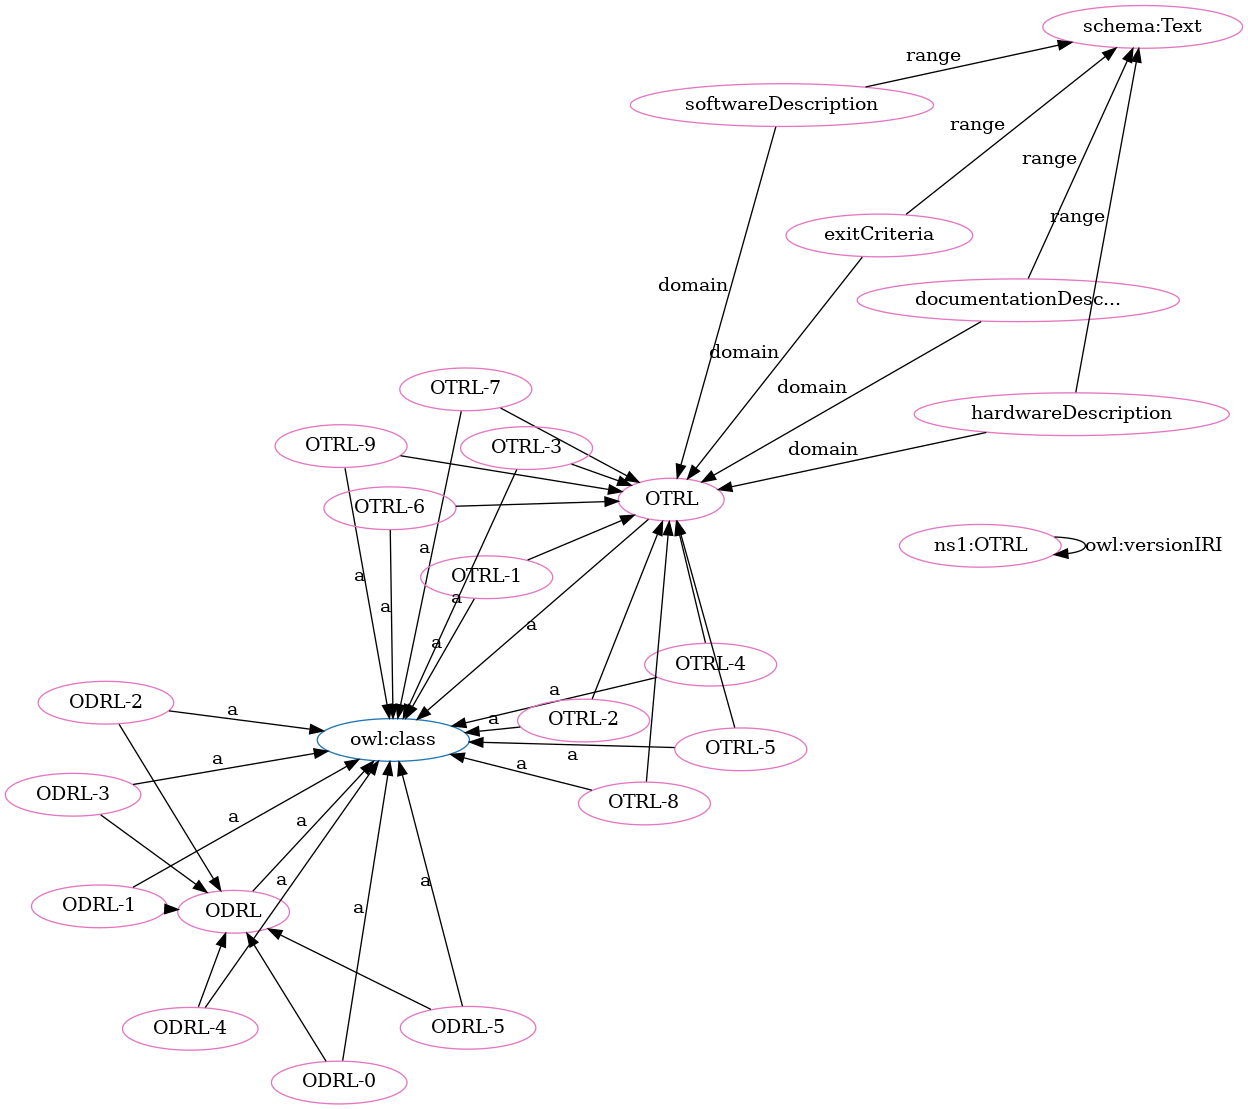 schema:Text
range
softwareDescription
range
range
range
exitCriteria
domain
documentationDesc...
domain
domain
OTRL-7
hardwareDescription
OTRL-9
OTRL-3
domain
OTRL
OTRL-6
ns1:OTRL
owl:versionIRI
a
a
OTRL-1
a
a
a
a
OTRL-4
a
ODRL-2
a
a
OTRL-2
owl:class
OTRL-5
a
a
a
ODRL-3
OTRL-8
a
a
a
a
ODRL-1
a
ODRL
ODRL-4
ODRL-5
ODRL-0